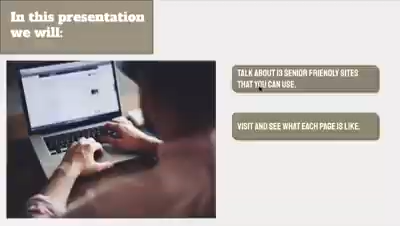 In this presentation
we will:
TALK ABOUT 13 SENIOR FRIENDLY SITES
THAT YOU CAN USE.
VISIT AND SEE WHAT EACH PAGE IS LIKE.